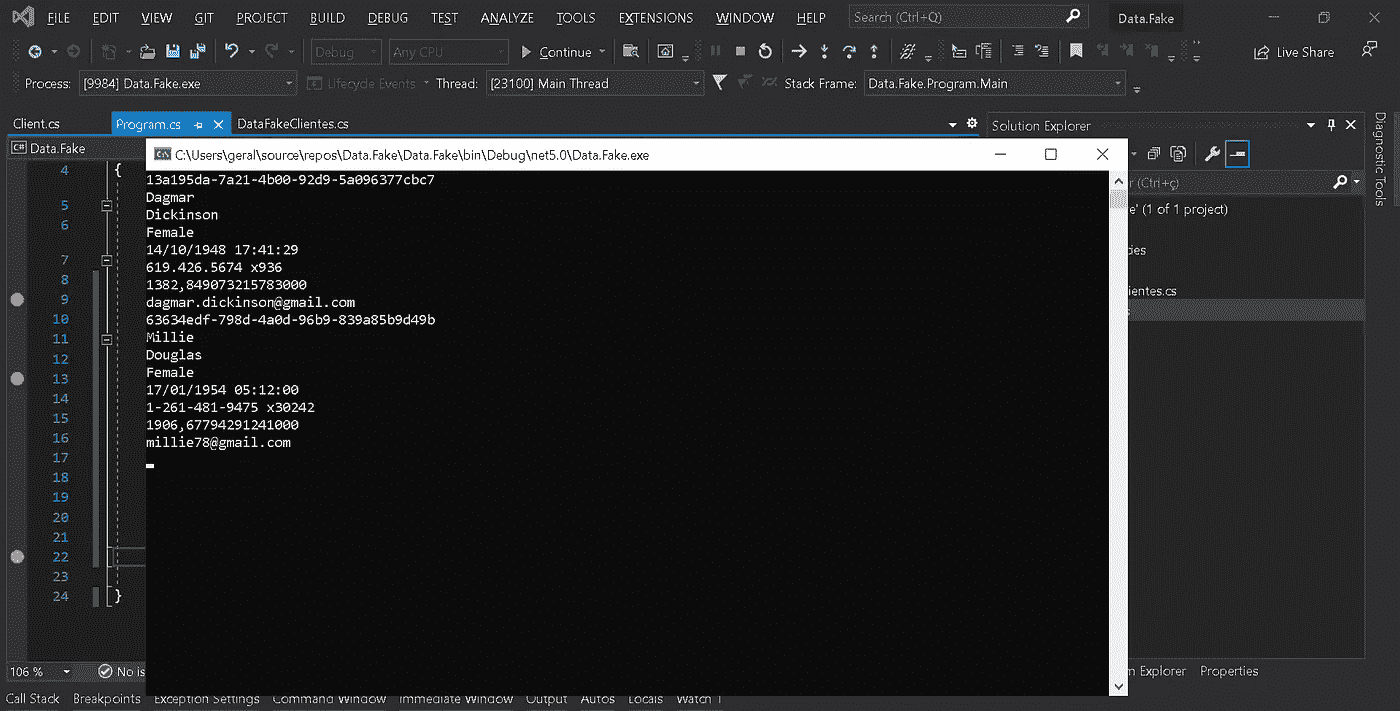 FILE EDIT VIEW GIT PROJECT BUILD DEBUG TEST ANALYZE TOOLS EXTENSIONS WINDOW HELP Search (Ctrl+Q) Data.Fake
Debug Any CPU Continue Live Share
Process: [9984] Data.Fake.exe Lifecycle Events Thread: [23100] Main Thread Stack Frame: Data.Fake.Program.Main
Client.cs Program.cs DataFakeClientes.cs Solution Explorer
Diagnostic Tools
C# Data.Fake
C:\Users\geral\source\repos\Data.Fake\Data.Fake\bin\Debug\net5.0\Data.Fake.exe
r (Ctrl+ç)
e' (1 of 1 project)
ientes.cs
4 {
5
6
7
8
9
10
11
12
13
14
15
16
17
18
19
20
21
22
23
24 }
13a195da-7a21-4b00-92d9-5a096377cbc7
Dagmar
Dickinson
Female
14/10/1948 17:41:29
619.426.5674 x936
1382,849073215783000
dagmar.dickinson@gmail.com
63634edf-798d-4a0d-96b9-839a85b9d49b
Millie
Douglas
Female
17/01/1954 05:12:00
1-261-481-9475 x30242
1906,67794291241000
millie78@gmail.com
106 % No is
n Explorer Properties
Call Stack Breakpoints Exception Settings Command Window Immediate Window Output Autos Locals Watch 1